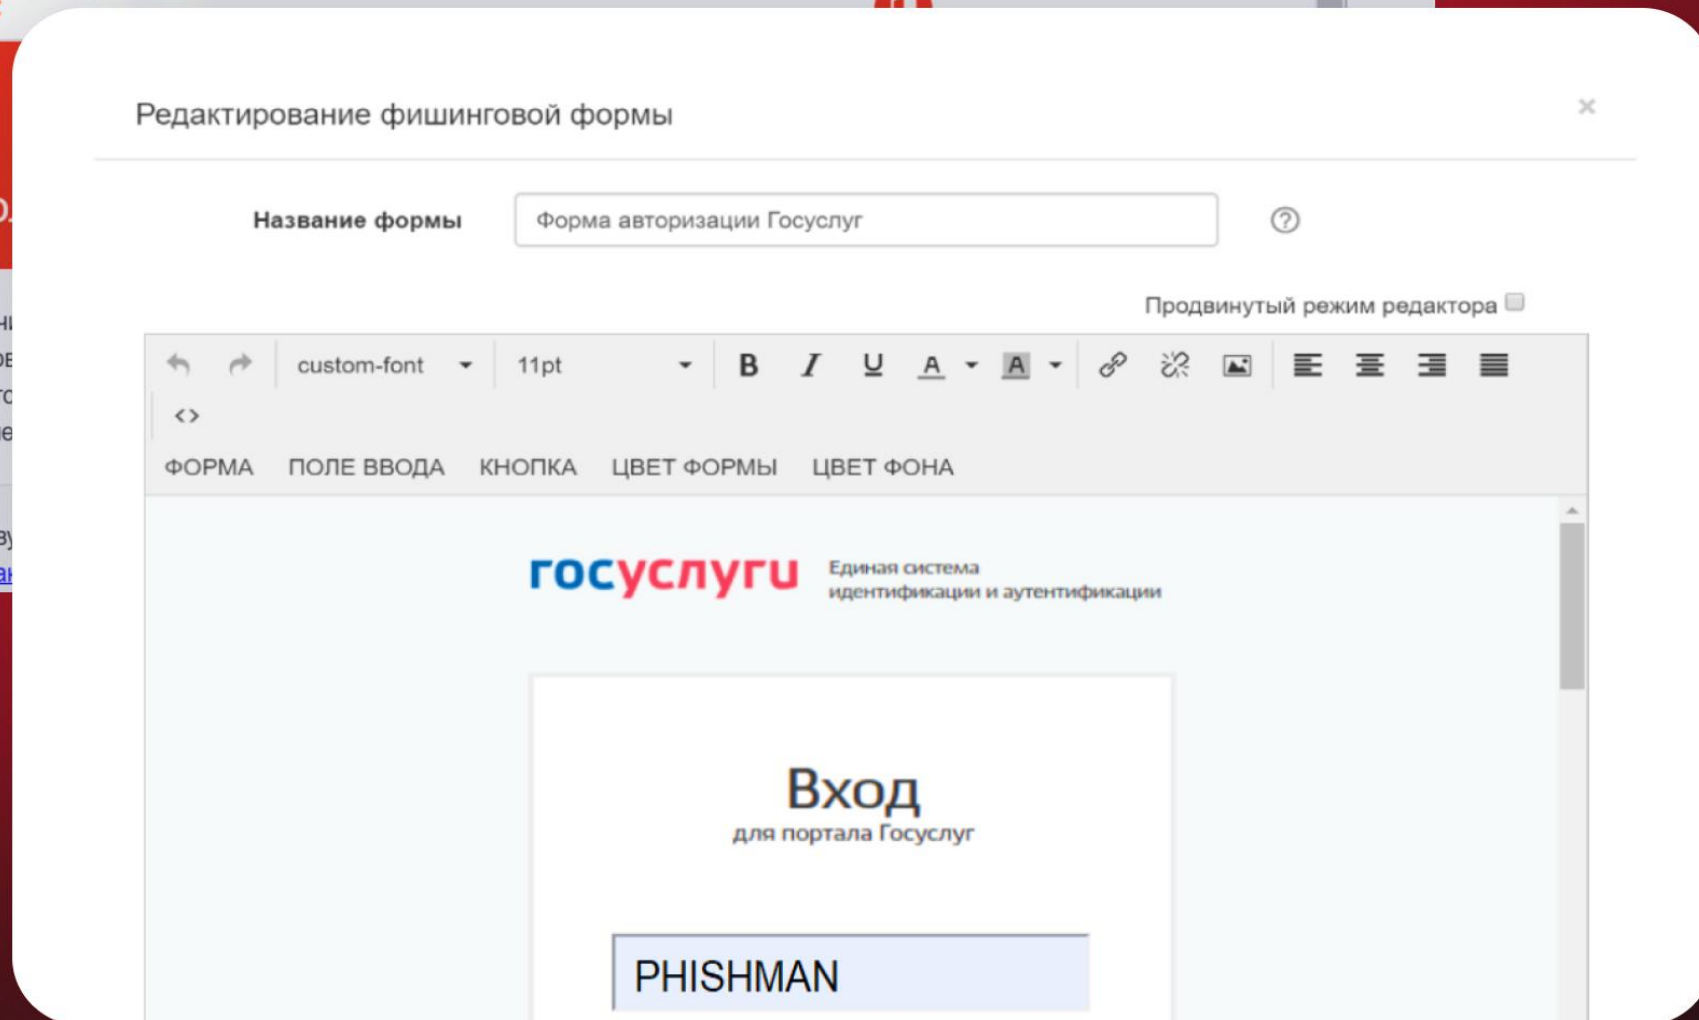 Редактирование фишинговой формы
Название формы
Форма авторизации Госуслуг
Продвинутый режим редактора
custom-font
11pt
B I U A A
ФОРМА ПОЛЕ ВВОДА КНОПКА ЦВЕТ ФОРМЫ ЦВЕТ ФОНА
госуслуги
Единая система
идентификации и аутентификации
Вход
для портала Госуслуг
PHISHMAN